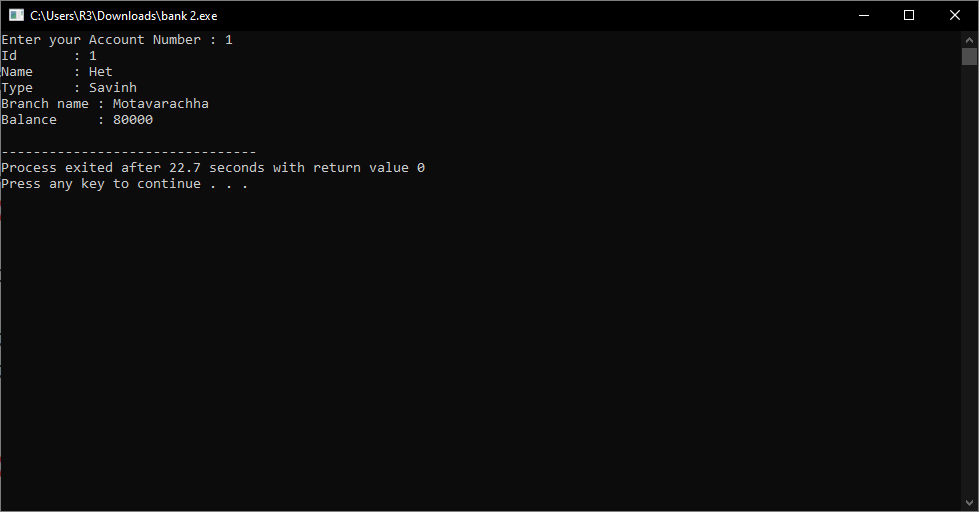 C:\Users\R3\Downloads\bank 2.exe
Enter your Account Number : 1
Id       : 1
Name     : Het
Type     : Savinh
Branch name : Motavarachha
Balance     : 80000

--------------------------------
Process exited after 22.7 seconds with return value 0
Press any key to continue . . .